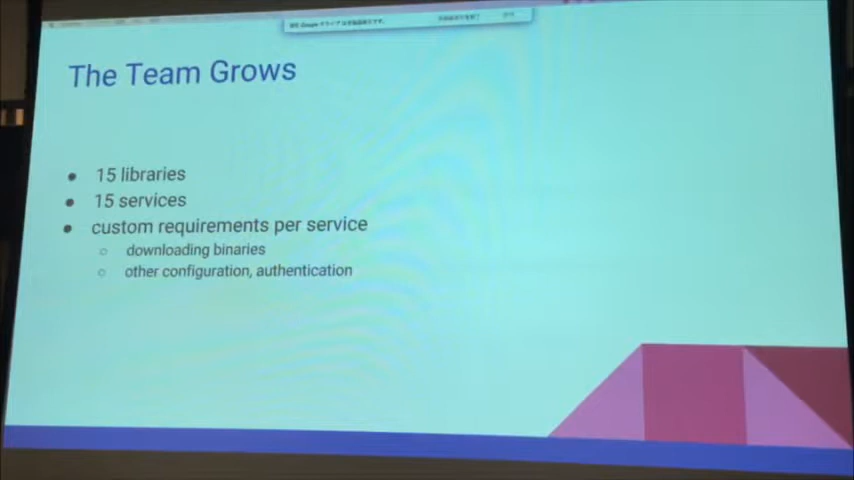 The Team Grows
15 libraries
15 services
custom requirements per service
downloading binaries
other configuration, authentication